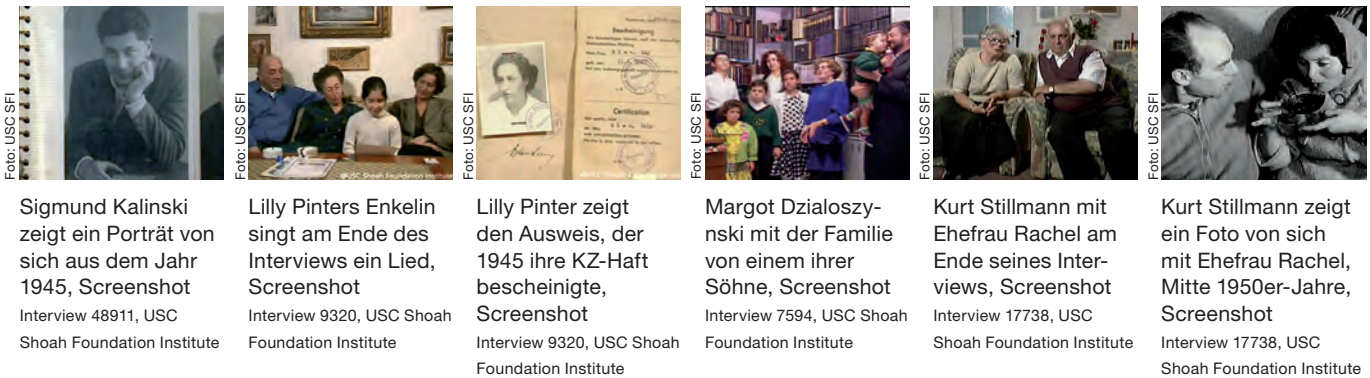 Foto: USC SFI
Sigmund Kalinski
zeigt ein Porträt von
sich aus dem Jahr
1945, Screenshot
Interview 48911, USC
Shoah Foundation Institute
Foto: USC SFI
©USC Shoah Foundation Institute
Lilly Pinters Enkelin
singt am Ende des
Interviews ein Lied,
Screenshot
Interview 9320, USC Shoah
Foundation Institute
Foto: USC SFI
Bescheinigung
Certification
Lilly Pinter zeigt
den Ausweis, der
1945 ihre KZ-Haft
bescheinigte,
Screenshot
Interview 9320, USC Shoah
Foundation Institute
Foto: USC SFI
Margot Dzialoszy-
nski mit der Familie
von einem ihrer
Söhne, Screenshot
Interview 7594, USC Shoah
Foundation Institute
Foto: USC SFI
Kurt Stillmann mit
Ehefrau Rachel am
Ende seines Inter-
views, Screenshot
Interview 17738, USC
Shoah Foundation Institute
Foto: USC SFI
Kurt Stillmann zeigt
ein Foto von sich
mit Ehefrau Rachel,
Mitte 1950er-Jahre,
Screenshot
Interview 17738, USC
Shoah Foundation Institute